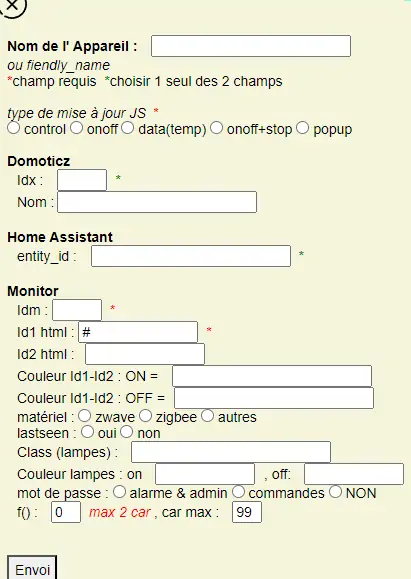 Nom de l' Appareil :
ou fiendly_name
*champ requis *choisir 1 seul des 2 champs
type de mise à jour JS *
control onoff data(temp) onoff+stop popup
Domoticz
Idx : *
Nom :
Home Assistant
entity_id : *
Monitor
Idm : *
Id1 html : # *
Id2 html :
Couleur Id1-Id2 : ON =
Couleur Id1-Id2 : OFF =
matériel : zwave zigbee autres
lastseen : oui non
Class (lampes) :
Couleur lampes : on , off:
mot de passe : alarme & admin commandes NON
f() : 0 max 2 car , car max : 99
Envoi